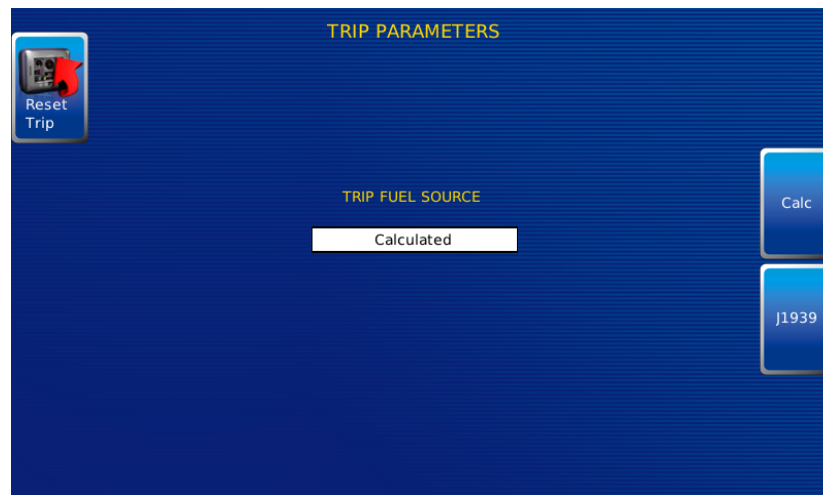 TRIP PARAMETERS
Reset
Trip
TRIP FUEL SOURCE
Calc
Calculated
J1939